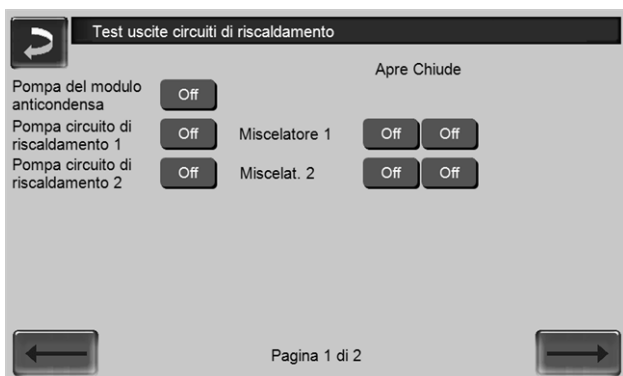 Test uscite circuiti di riscaldamento
Apre Chiude
Pompa del modulo
anticondensa
Off
Pompa circuito di
riscaldamento 1
Off Miscelatore 1 Off Off
Pompa circuito di
riscaldamento 2
Off Miscelat. 2 Off Off
Pagina 1 di 2